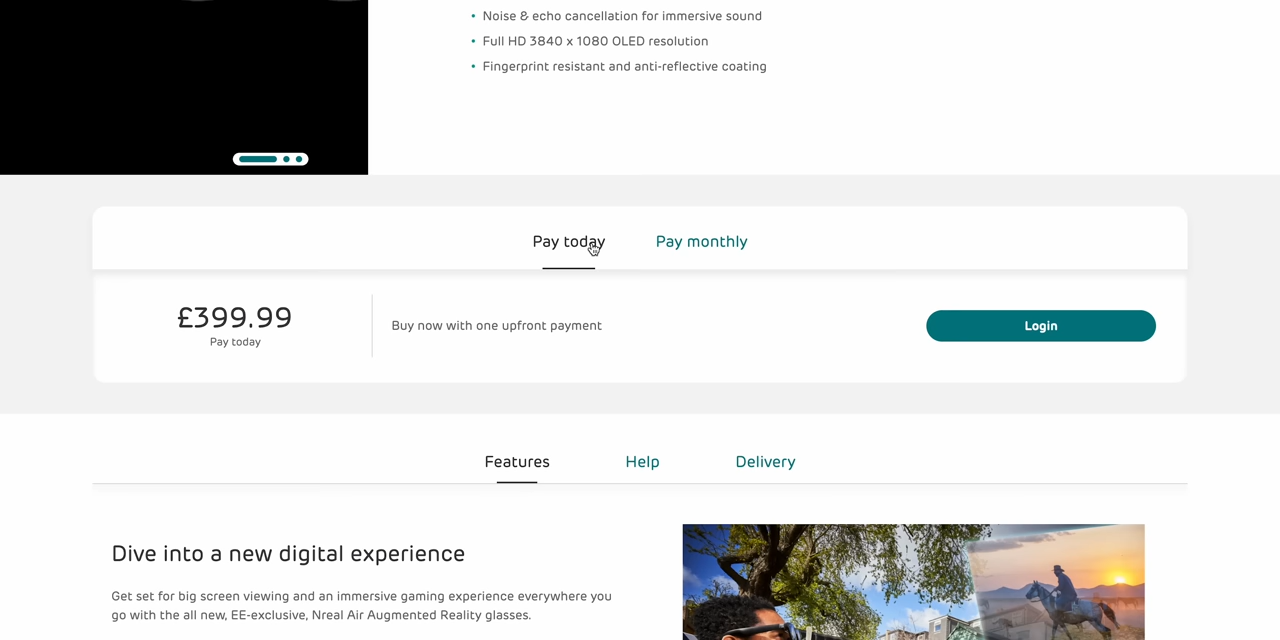 Noise & echo cancellation for immersive sound
Full HD 3840 x 1080 OLED resolution
Fingerprint resistant and anti-reflective coating
Pay today
Pay monthly
£399.99
Pay today
Buy now with one upfront payment
Login
Features
Help
Delivery
Dive into a new digital experience
Get set for big screen viewing and an immersive gaming experience everywhere you
go with the all new, EE-exclusive, Nreal Air Augmented Reality glasses.